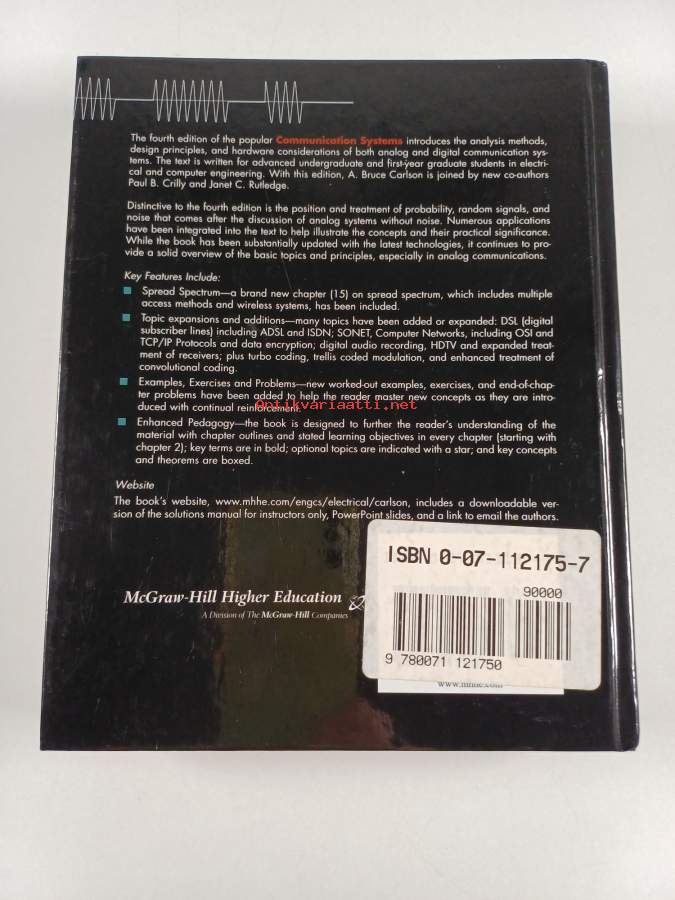 The fourth edition of the popular Communication Systems introduces the analysis methods,
design principles, and hardware considerations of both analog and digital communication sys-
tems. The text is written for advanced undergraduate and first-year graduate students in electri-
cal and computer engineering. With this edition, A. Bruce Carlson is joined by new co-authors
Paul B. Crilly and Janet C. Rutledge.
Distinctive to the fourth edition is the position and treatment of probability, random signals, and
noise that comes after the discussion of analog systems without noise. Numerous applications
have been integrated into the text to help illustrate the concepts and their practical significance.
While the book has been substantially updated with the latest technologies, it continues to pro-
vide a solid overview of the basic topics and principles, especially in analog communications.
Key Features Include:
Spread Spectrum—a brand new chapter (15) on spread spectrum, which includes multiple
access methods and wireless systems, has been included.
Topic expansions and additions—many topics have been added or expanded: DSL (digital
subscriber lines) including ADSL and ISDN; SONET, Computer Networks, including OSI and
TCP/IP Protocols and data encryption; digital audio recording, HDTV and expanded treat-
ment of receivers; plus turbo coding, trellis coded modulation, and enhanced treatment of
convolutional coding.
Examples, Exercises and Problems—new worked-out examples, exercises, and end-of-chap-
ter problems have been added to help the reader master new concepts as they are intro-
Antikvariaatti.net
duced with continual reinforcement.
Enhanced Pedagogy—the book is designed to further the reader's understanding of the
material with chapter outlines and stated learning objectives in every chapter (starting with
chapter 2); key terms are in bold; optional topics are indicated with a star; and key concepts
and theorems are boxed.
Website
The book's website, www.mhhe.com/engcs/electrical/carlson, includes a downloadable ver-
sion of the solutions manual for instructors only, PowerPoint slides, and a link to email the authors.
ISBN 0-07-112175-7
90000
9 780071 121750
McGraw-Hill Higher Education
A Division of The McGraw-Hill Companies
www.mhhe.com